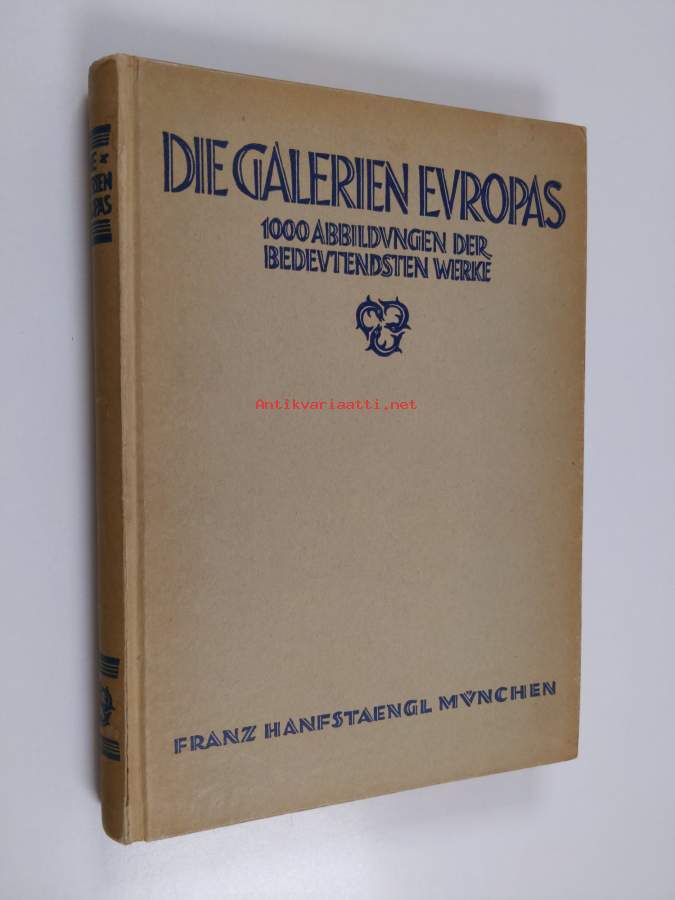 DIE GALERIEN EVROPAS
1000 ABBILDVNGEN DER
BEDEVTENDSTEN WERKE
Antikvariaatti.net
FRANZ HANFSTAENGL MVNCHEN